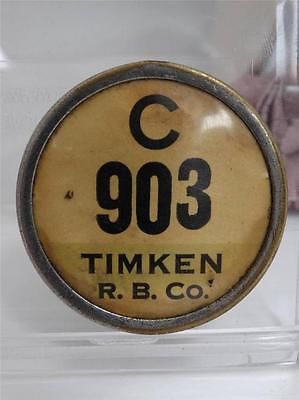 C
903
TIMKEN
R. B. Co.